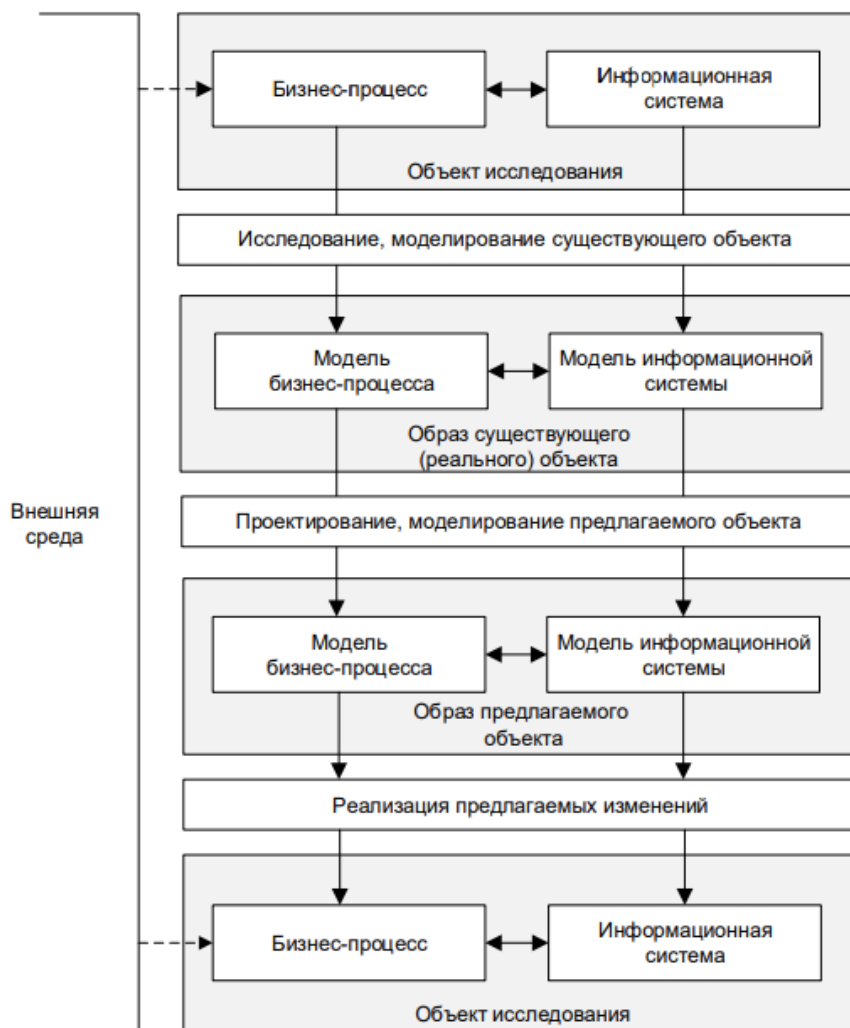 Бизнес-процесс
Информационная
система
Объект исследования
Исследование, моделирование существующего объекта
Модель
бизнес-процесса
Модель информационной
системы
Образ существующего
(реального) объекта
Внешняя
среда
Проектирование, моделирование предлагаемого объекта
Модель
бизнес-процесса
Модель информационной
системы
Образ предлагаемого
объекта
Реализация предлагаемых изменений
Бизнес-процесс
Информационная
система
Объект исследования